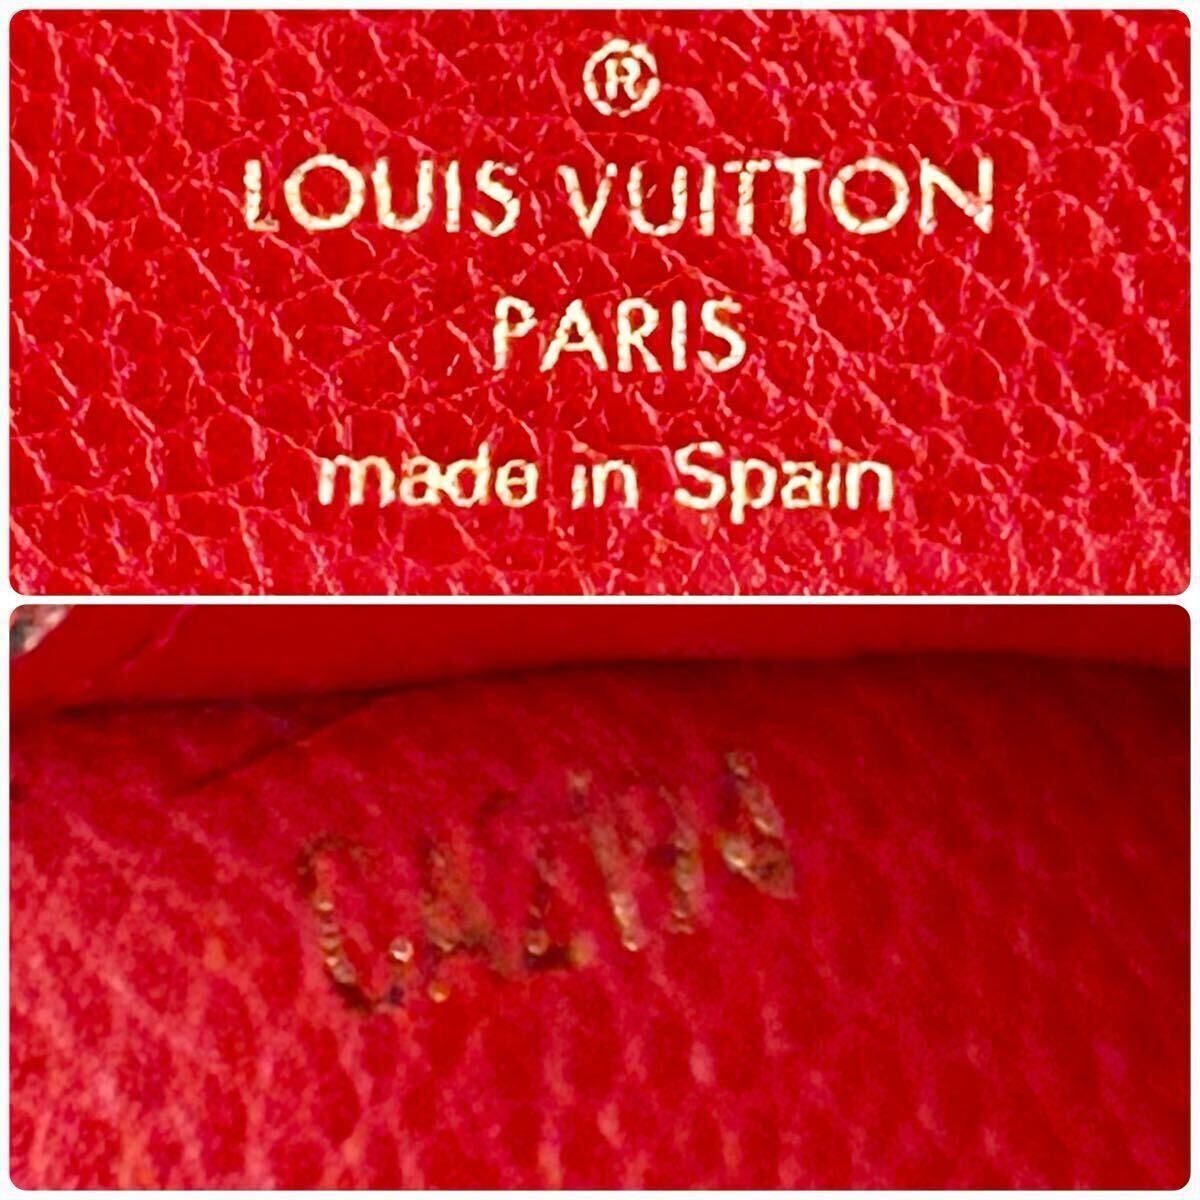 ®
LOUIS VUITTON
PARIS
made in Spain